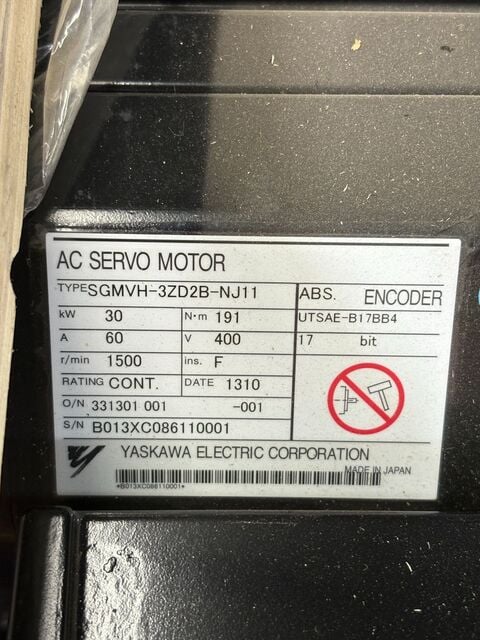 AC SERVO MOTOR
TYPE SGMVH-3ZD2B-NJ11
ABS. ENCODER
kW 30 N·m 191
UTSAE-B17BB4
A 60 V 400
17 bit
r/min 1500 ins. F
RATING CONT. DATE 1310
O/N 331301 001 -001
S/N B013XC086110001
YASKAWA ELECTRIC CORPORATION
MADE IN JAPAN
*B013XC086110001*